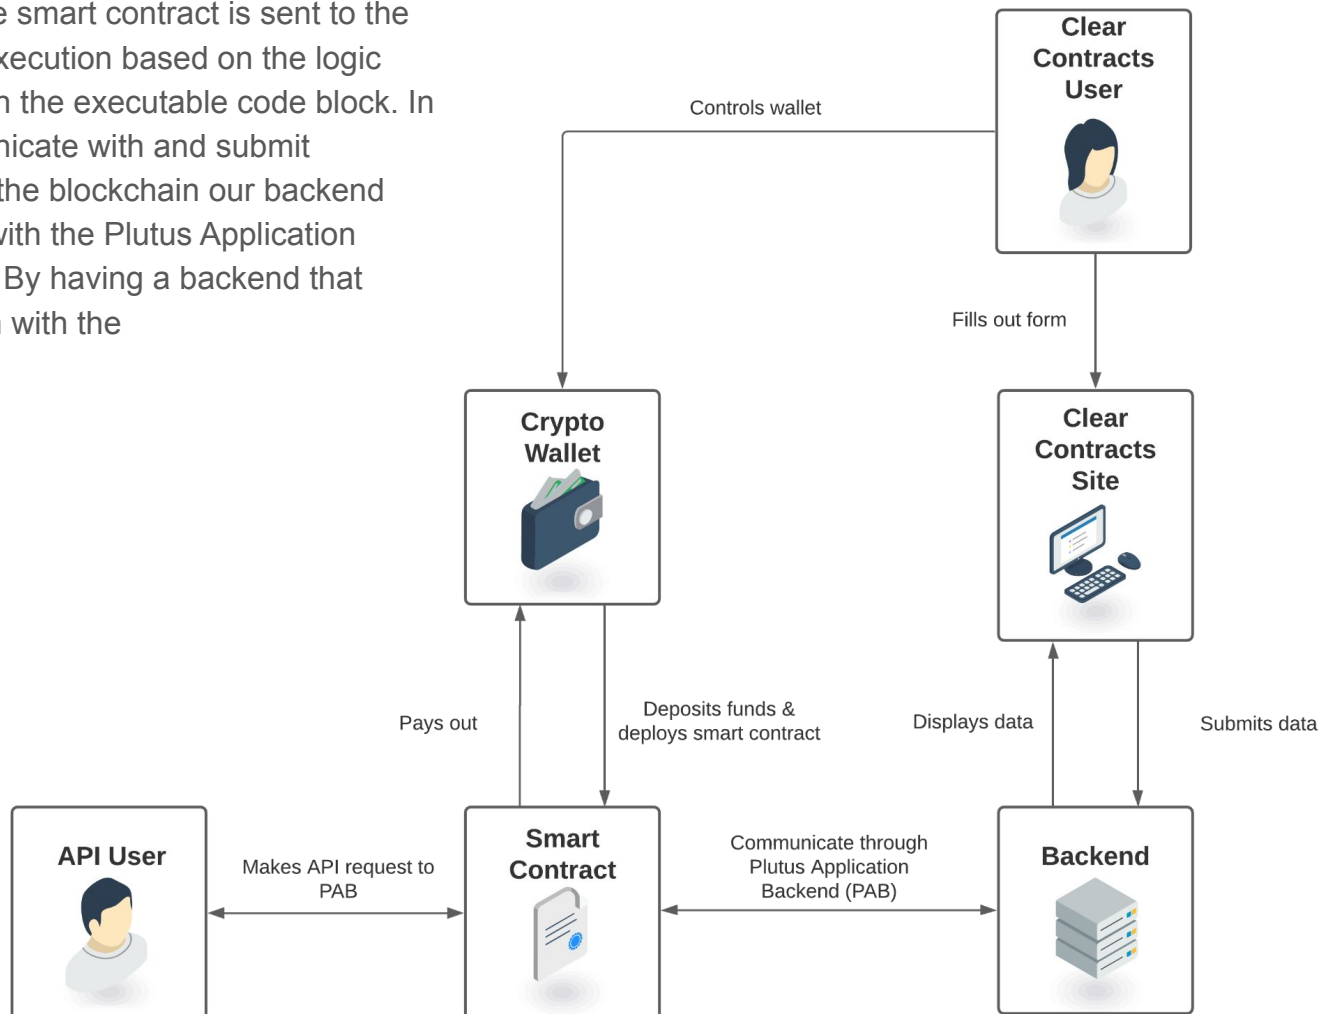 e smart contract is sent to the
xecution based on the logic
n the executable code block. In
nicate with and submit
the blockchain our backend
with the Plutus Application
By having a backend that
with the
Clear
Contracts
User
Controls wallet
Fills out form
Crypto
Wallet
Clear
Contracts
Site
Pays out
Deposits funds &
deploys smart contract
Displays data
Submits data
API User
Makes API request to
PAB
Smart
Contract
Communicate through
Plutus Application
Backend (PAB)
Backend